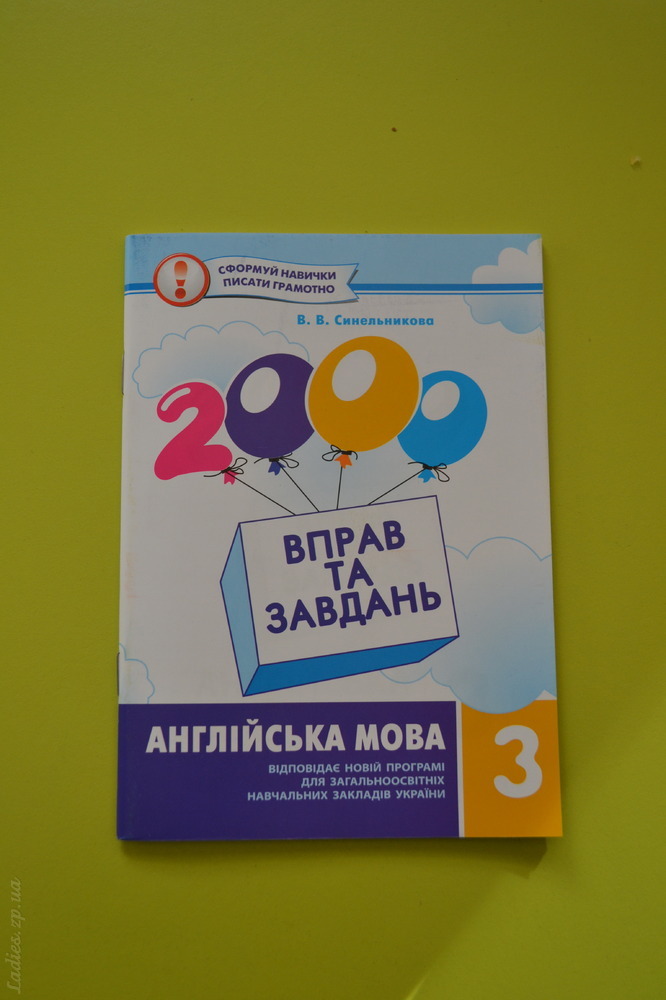 СФОРМУЙ НАВИЧКИ
ПИСАТИ ГРАМОТНО
В. В. Синельникова
2000
ВПРАВ
ТА
ЗАВДАНЬ
АНГЛІЙСЬКА МОВА
3
ВІДПОВІДАЄ НОВІЙ ПРОГРАМІ
ДЛЯ ЗАГАЛЬНООСВІТНІХ
НАВЧАЛЬНИХ ЗАКЛАДІВ УКРАЇНИ
Ladies.zp.ua